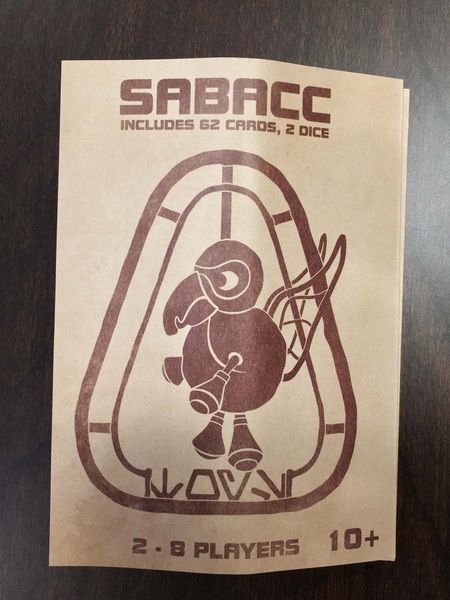 SABACC
INCLUDES 62 CARDS, 2 DICE
2 - 8 PLAYERS 10+